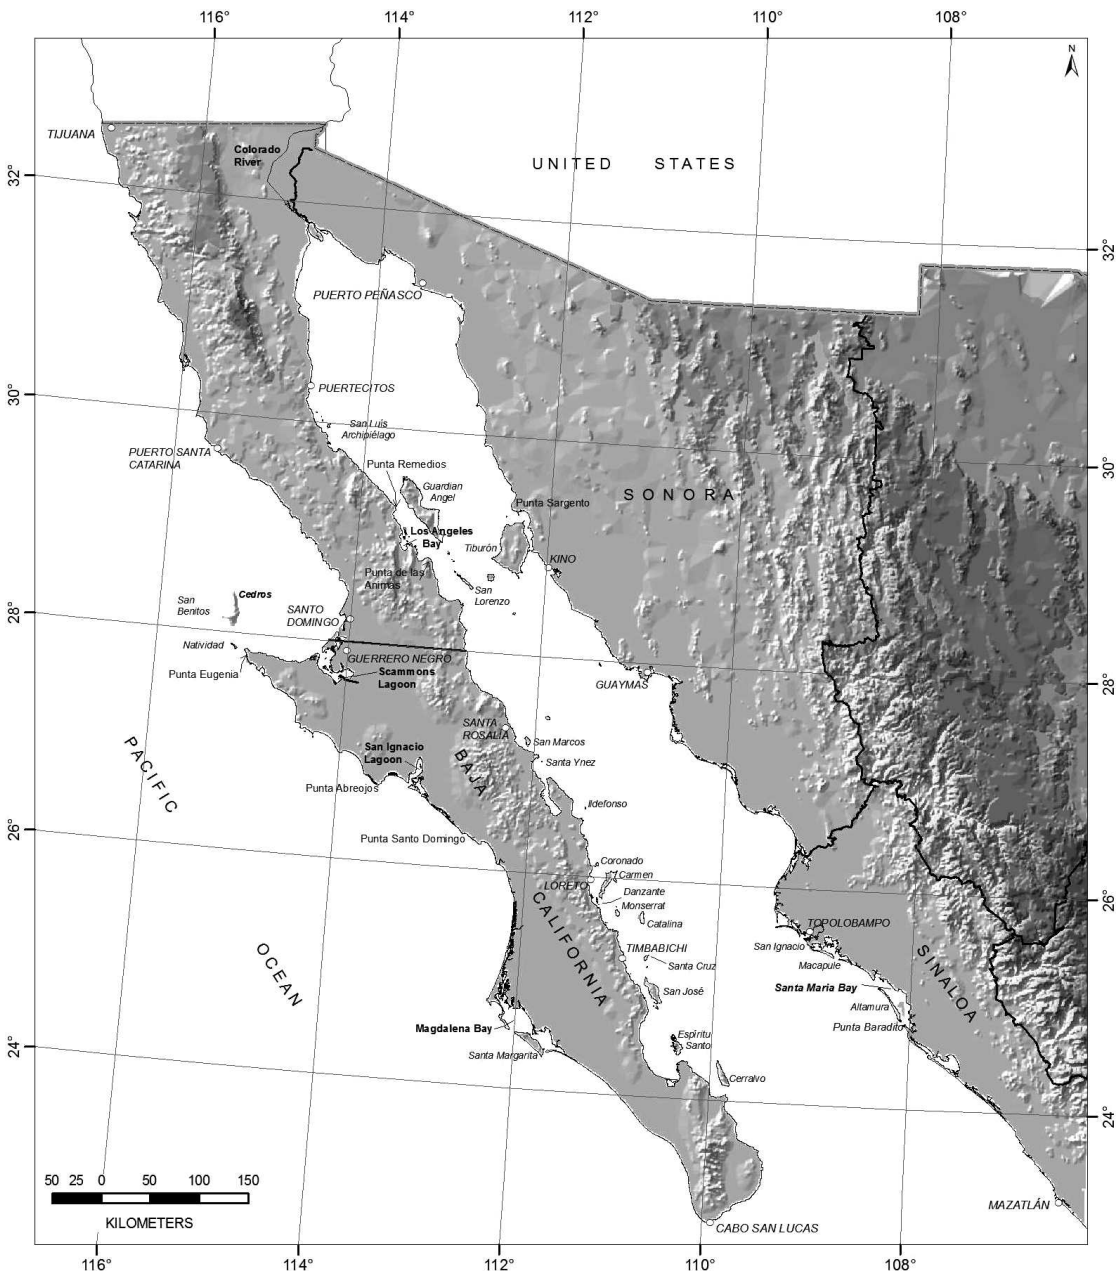 116°
114°
112°
110°
108°
N
TIJUANA
Colorado
River
UNITED STATES
32°
32°
PUERTO PEÑASCO
PUERTECITOS
30°
San Luis
Archipiélago
PUERTO SANTA
CATARINA
Punta Remedios
30°
Guardian
Angel
SONORA
Punta Sargento
Los Angeles
Bay
Tiburón
KINO
Punta de las
Animas
San
Lorenzo
Cedros
San
Benitos
SANTO
DOMINGO
28°
Natividad
GUERRERO NEGRO
Punta Eugenia
Scammons
Lagoon
GUAYMAS
28°
SANTA
ROSALÍA
San Marcos
San Ignacio
Lagoon
Santa Ynez
PACIFIC
BAJA
Punta Abreojos
Ildefonso
26°
Punta Santo Domingo
Coronado
Carmen
LORETO
Danzante
Monserrat
26°
CALIFORNIA
Catalina
TOPOLOBAMPO
TIMBABICHI
San Ignacio
Santa Cruz
Macapule
OCEAN
SINALOA
San José
Santa Maria Bay
Altamura
Magdalena Bay
Punta Baradito
Espíritu
Santo
24°
Santa Margarita
Cerralvo
24°
50 25 0 50 100 150
KILOMETERS
MAZATLÁN
CABO SAN LUCAS
116°
114°
112°
110°
108°